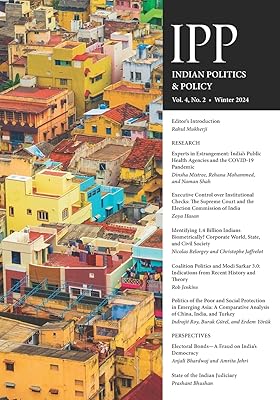 IPP
INDIAN POLITICS
& POLICY
Vol. 4, No. 2 • Winter 2024
Editor's Introduction
Rahul Mukherji
RESEARCH
Experts in Estrangement: India's Public
Health Agencies and the COVID-19
Pandemic
Dinsha Mistree, Rehana Mohammed,
and Naman Shah
Executive Control over Institutional
Checks: The Supreme Court and the
Election Commission of India
Zoya Hasan
Identifying 1.4 Billion Indians
Biometrically! Corporate World, State,
and Civil Society
Nicolas Belorgey and Christophe Jaffrelot
Coalition Politics and Modi Sarkar 3.0:
Indications from Recent History and
Theory
Rob Jenkins
Politics of the Poor and Social Protection
in Emerging Asia: A Comparative Analysis
of China, India, and Turkey
Indrajit Roy, Burak Gürel, and Erdem Yörük
PERSPECTIVES
Electoral Bonds—A Fraud on India's
Democracy
Anjali Bhardwaj and Amrita Johri
State of the Indian Judiciary
Prashant Bhushan